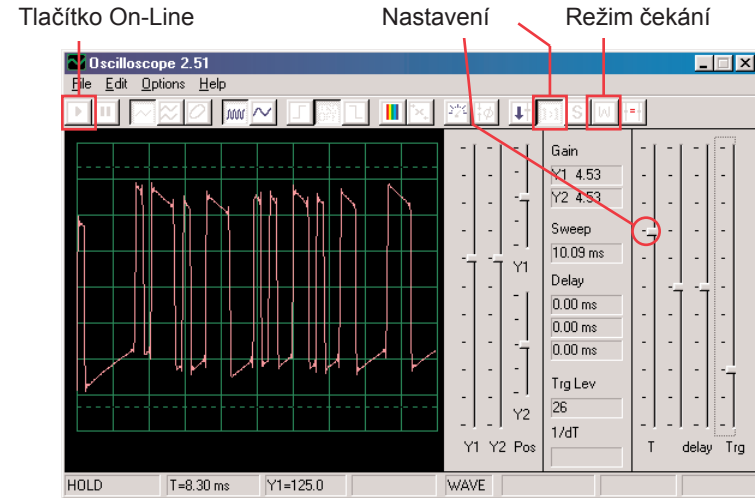 Tlačítko On-Line
Nastavení
Režim čekání
Oscilloscope 2.51
File Edit Options Help
Gain
Y1 4.53
Y2 4.53
Sweep
10.09 ms
Delay
0.00 ms
0.00 ms
0.00 ms
Trg Lev
26
1/dT
Y1
Y2
Y1 Y2 Pos
T delay Trg
HOLD T=8.30 ms Y1=125.0 WAVE